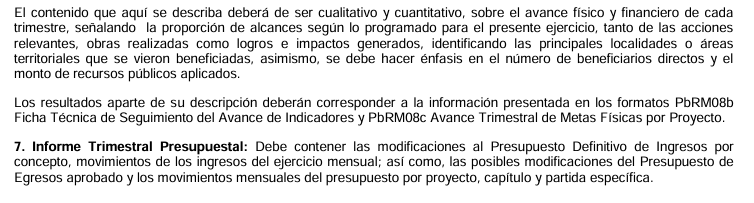 El contenido que aquí se describa deberá de ser cualitativo y cuantitativo, sobre el avance físico y financiero de cada
trimestre, señalando la proporción de alcances según lo programado para el presente ejercicio, tanto de las acciones
relevantes, obras realizadas como logros e impactos generados, identificando las principales localidades o áreas
territoriales que se vieron beneficiadas, asimismo, se debe hacer énfasis en el número de beneficiarios directos y el
monto de recursos públicos aplicados.
Los resultados aparte de su descripción deberán corresponder a la información presentada en los formatos PbRM08b
Ficha Técnica de Seguimiento del Avance de Indicadores y PbRM08c Avance Trimestral de Metas Físicas por Proyecto.
7. Informe Trimestral Presupuestal: Debe contener las modificaciones al Presupuesto Definitivo de Ingresos por
concepto, movimientos de los ingresos del ejercicio mensual; así como, las posibles modificaciones del Presupuesto de
Egresos aprobado y los movimientos mensuales del presupuesto por proyecto, capítulo y partida específica.